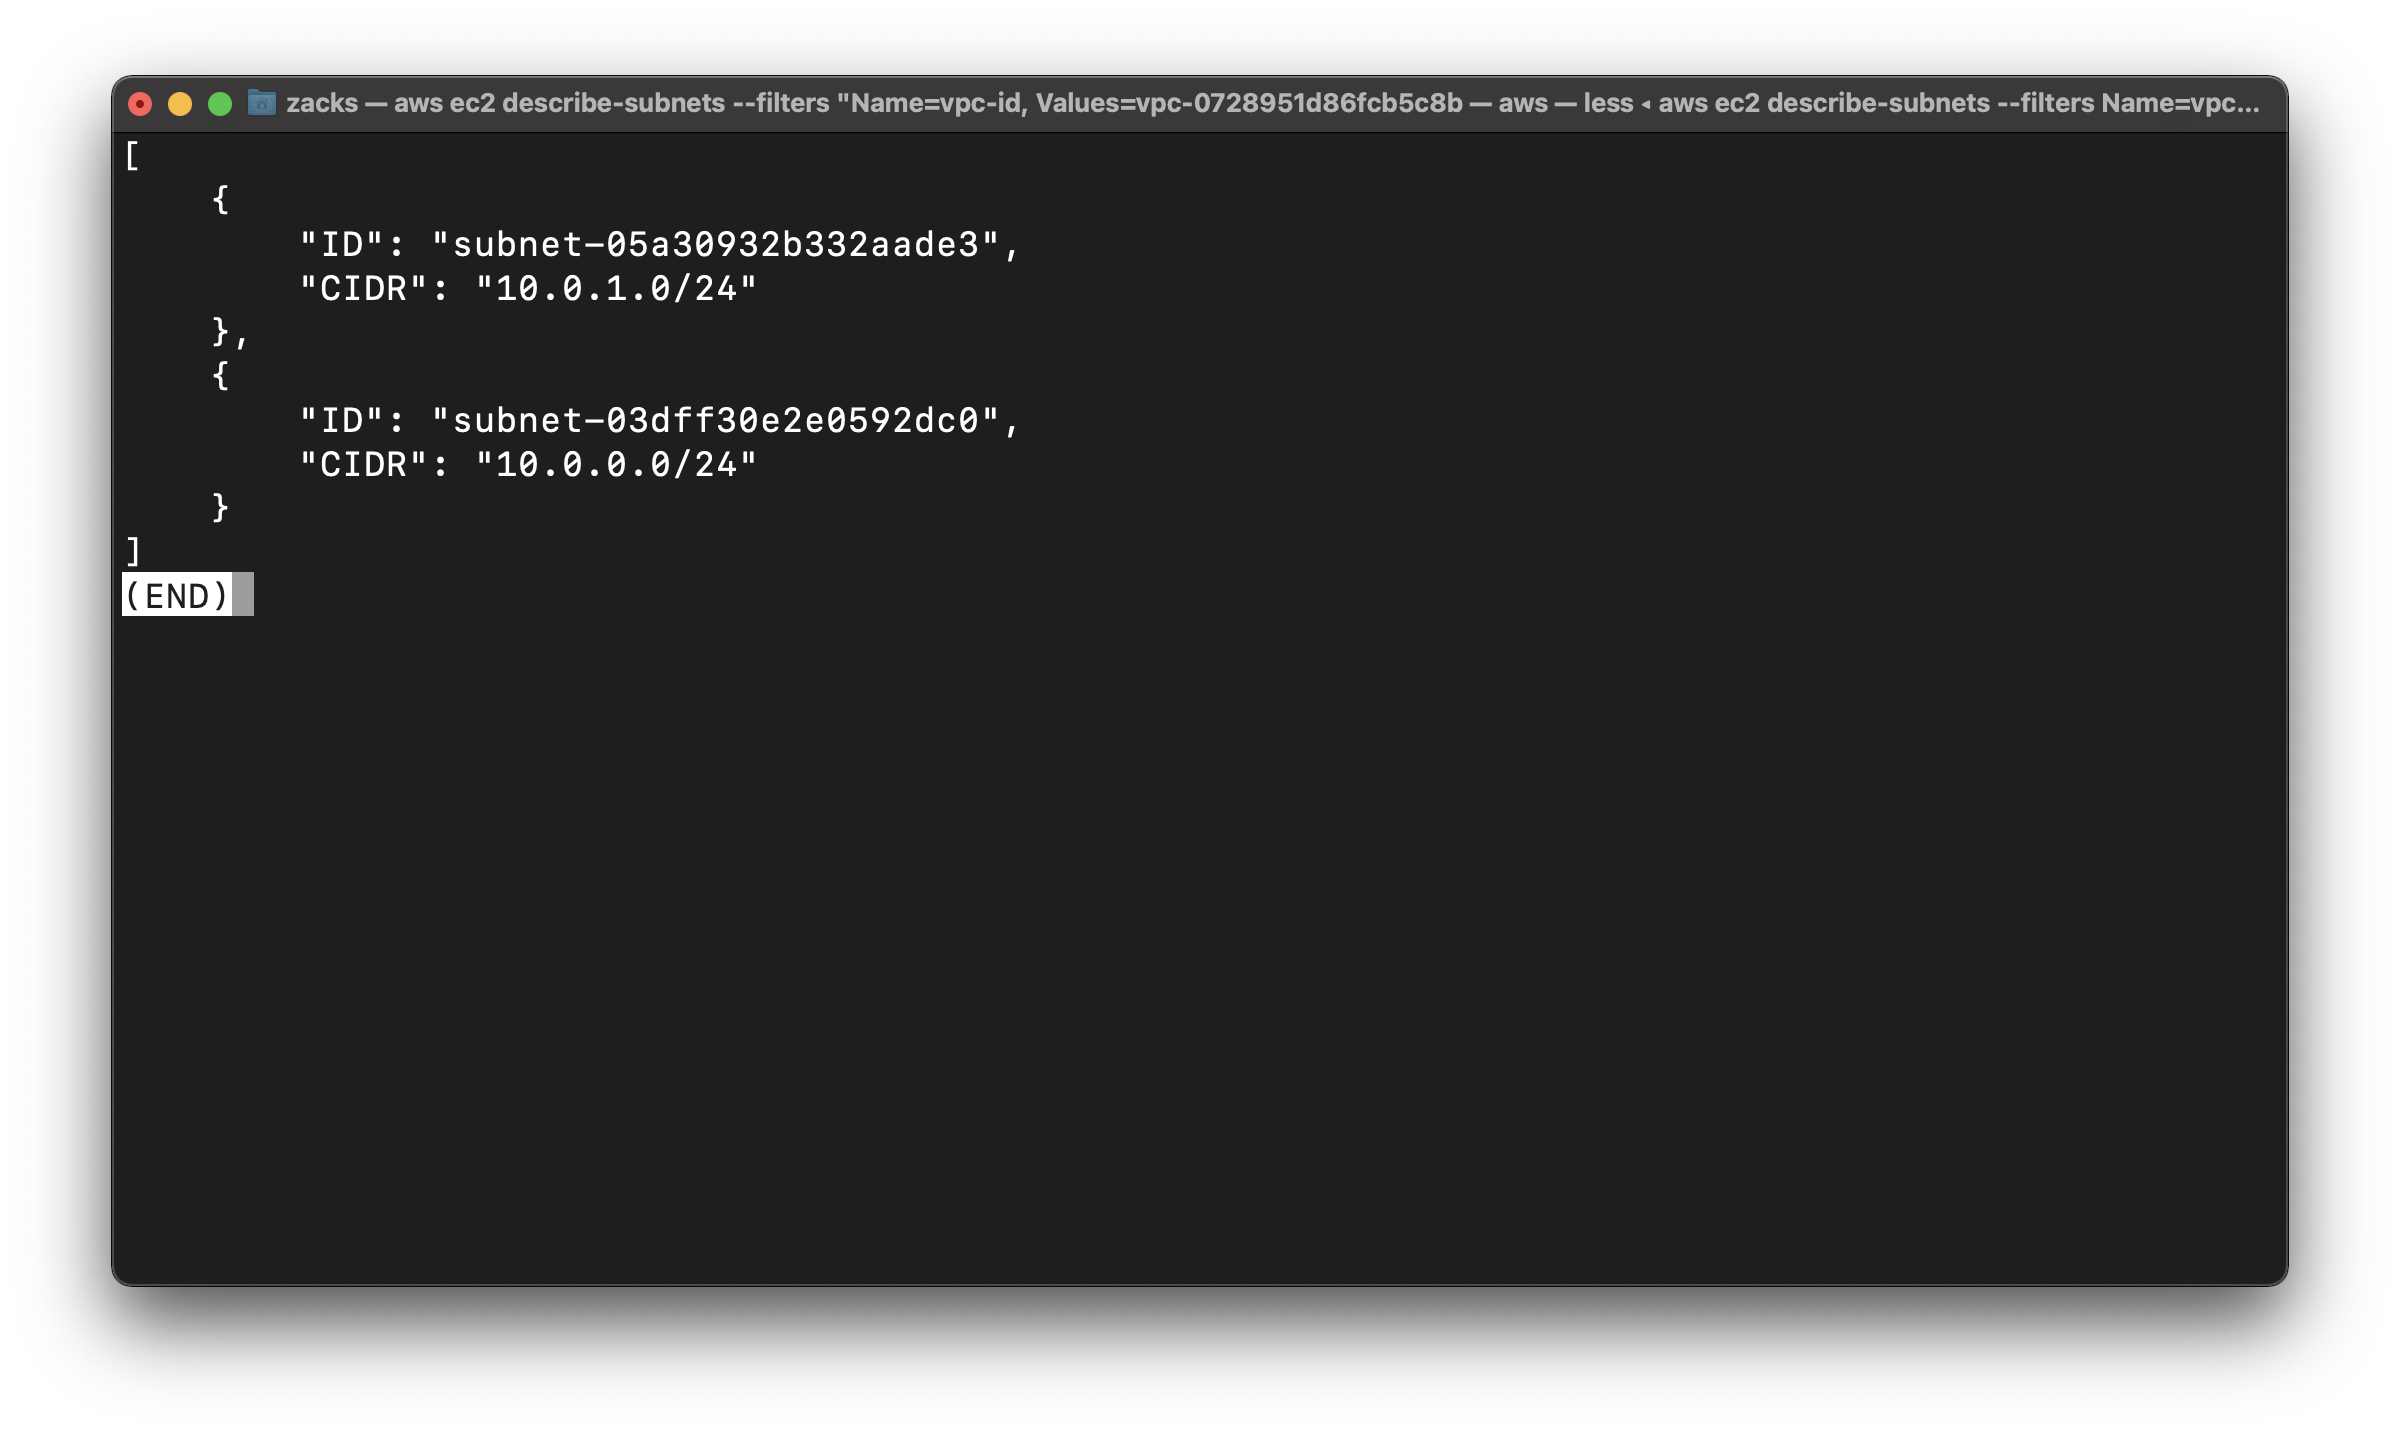 zacks — aws ec2 describe-subnets --filters "Name=vpc-id, Values=vpc-0728951d86fcb5c8b — aws — less ◂ aws ec2 describe-subnets --filters Name=vpc...
[
    {
        "ID": "subnet-05a30932b332aade3",
        "CIDR": "10.0.1.0/24"
    },
    {
        "ID": "subnet-03dff30e2e0592dc0",
        "CIDR": "10.0.0.0/24"
    }
]
(END)